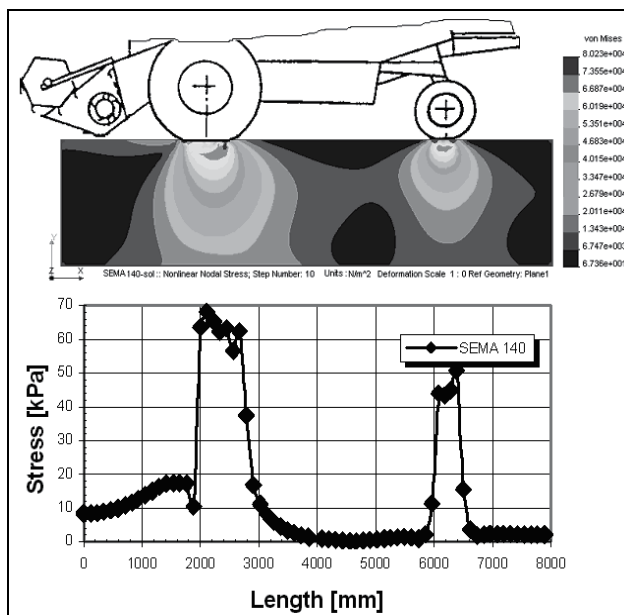 von Mises
8.023e+004
7.355e+004
6.687e+004
6.019e+004
5.351e+004
4.683e+004
4.015e+004
3.347e+004
2.679e+004
2.011e+004
1.343e+004
6.747e+003
6.736e+001
Y
Z X
SEMA 140-sol :: Nonlinear Nodal Stress; Step Number: 10 Units : N/m^2 Deformation Scale 1 : 0 Ref Geometry: Plane1
70
60
50
40
30
20
10
0
Stress [kPa]
SEMA 140
0 1000 2000 3000 4000 5000 6000 7000 8000
Length [mm]